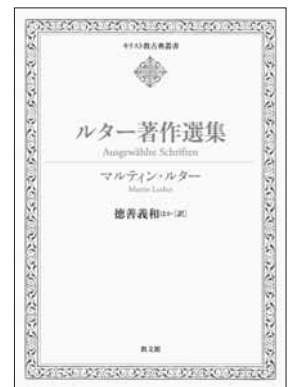 キリスト教古典叢書
ルター著作選集
Ausgewählte Schriften
マルティン・ルター
Martin Luther
徳善義和ほか[訳]
教文館